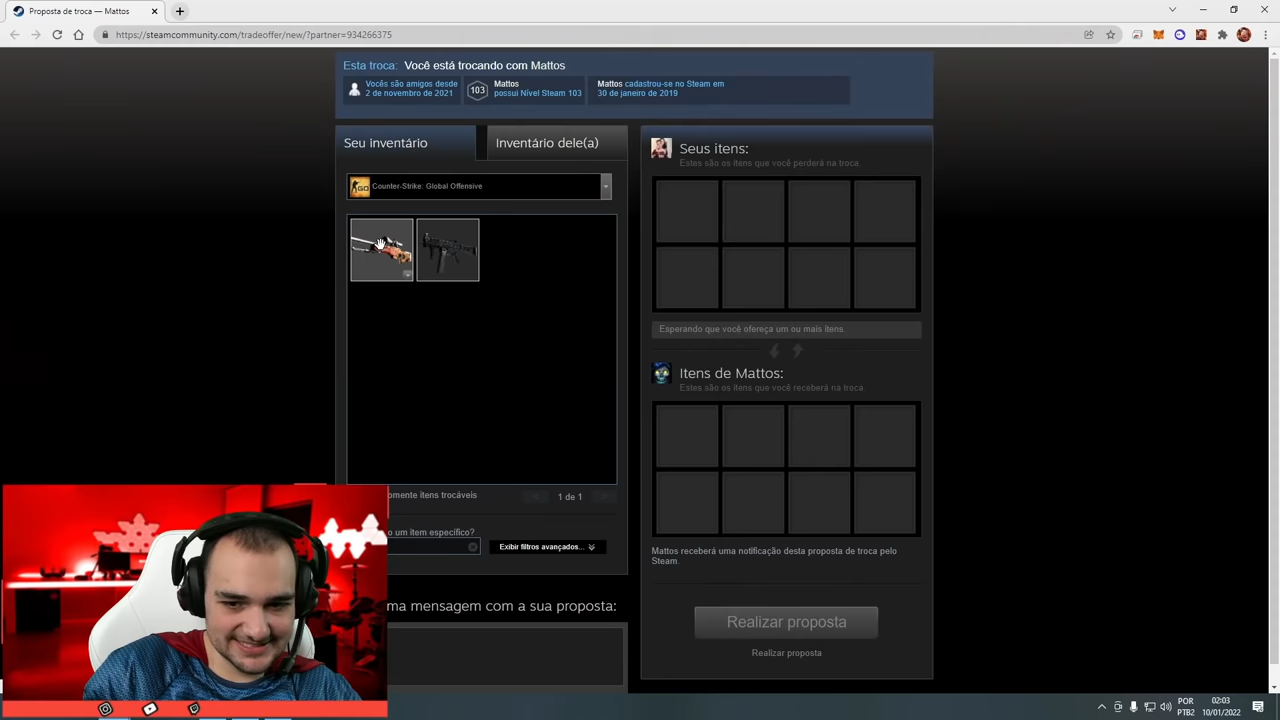 Proposta de troca — Mattos
https://steamcommunity.com/tradeoffer/new/?partner=934266375
Esta troca: Você está trocando com Mattos
Vocês são amigos desde
2 de novembro de 2021
103
Mattos
possui Nível Steam 103
Mattos cadastrou-se no Steam em
30 de janeiro de 2019
Seu inventário
Inventário dele(a)
GO
Counter-Strike: Global Offensive
omente itens trocáveis
1 de 1
o um item específico?
Exibir filtros avançados...
ma mensagem com a sua proposta:
Seus itens:
Estes são os itens que você perderá na troca.
Esperando que você ofereça um ou mais itens.
Itens de Mattos:
Estes são os itens que você receberá na troca.
Mattos receberá uma notificação desta proposta de troca pelo
Steam.
Realizar proposta
Realizar proposta
POR
PTB2
02:03
10/01/2022